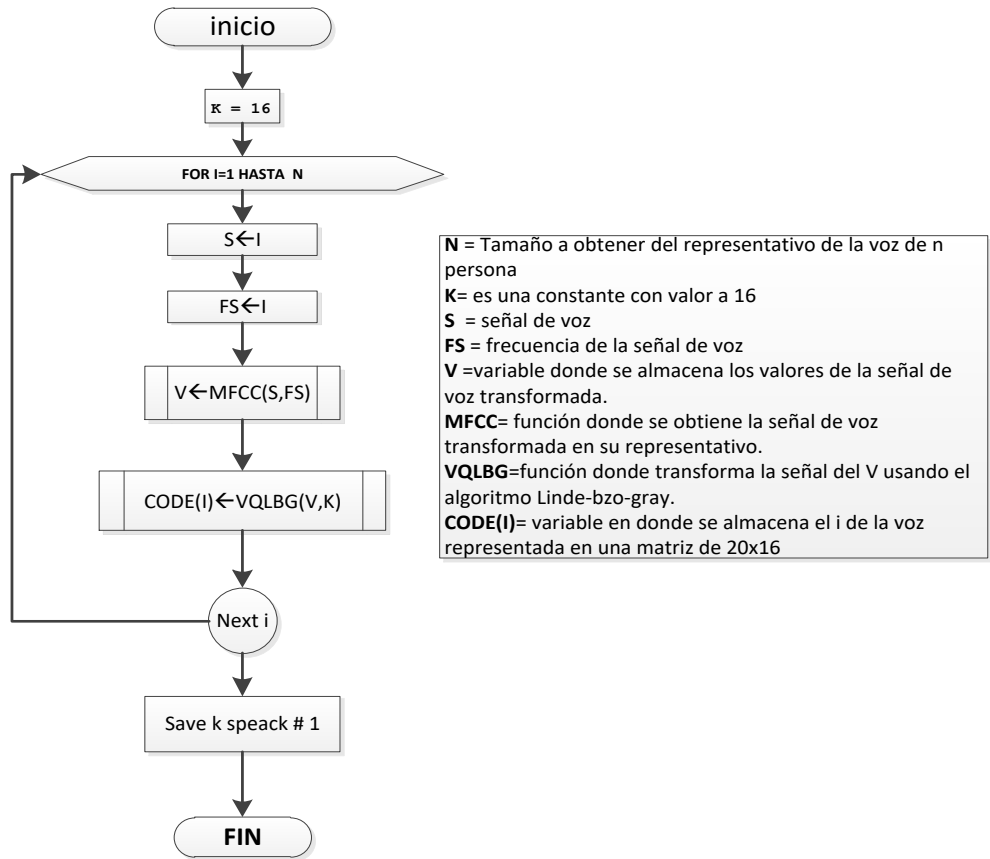 inicio
K = 16
FOR I=1 HASTA N
S←I
FS←I
V←MFCC(S,FS)
CODE(I)←VQLBG(V,K)
Next i
Save k speack # 1
FIN
N = Tamaño a obtener del representativo de la voz de n
persona
K= es una constante con valor a 16
S = señal de voz
FS = frecuencia de la señal de voz
V =variable donde se almacena los valores de la señal de
voz transformada.
MFCC= función donde se obtiene la señal de voz
transformada en su representativo.
VQLBG=función donde transforma la señal del V usando el
algoritmo Linde-bzo-gray.
CODE(I)= variable en donde se almacena el i de la voz
representada en una matriz de 20x16